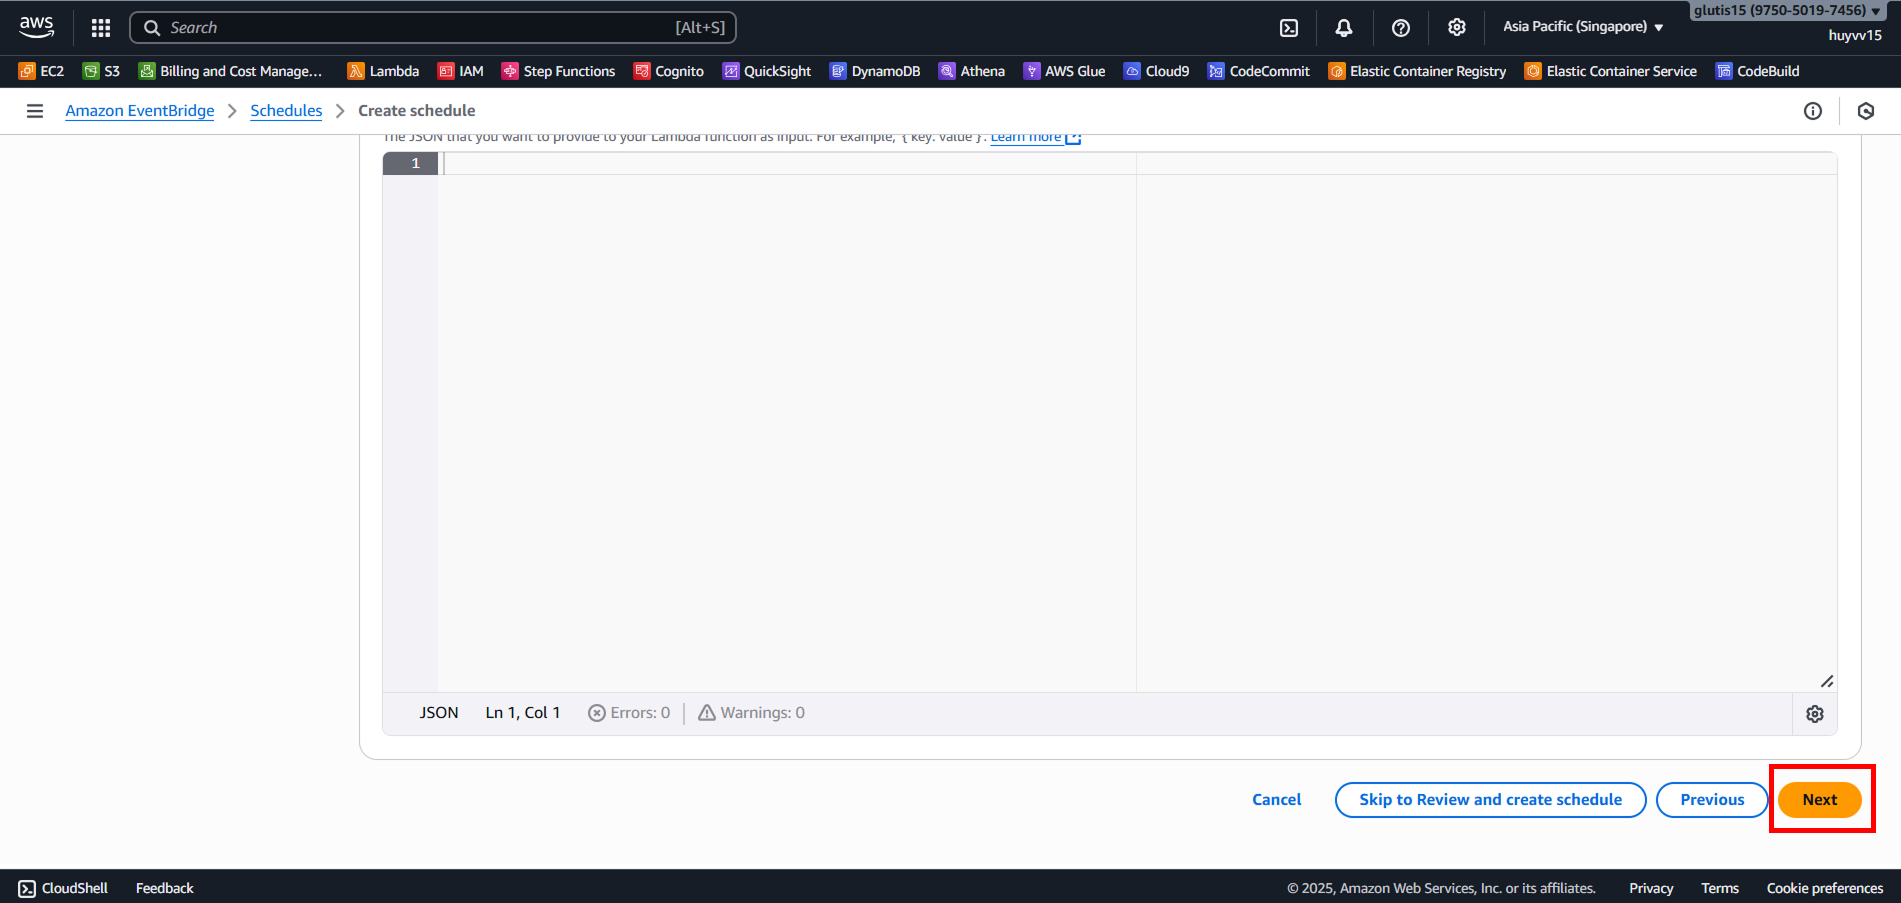 aws
Search [Alt+S]
Asia Pacific (Singapore)
glutis15 (9750-5019-7456)
huyvv15
EC2 S3 Billing and Cost Manage... Lambda IAM Step Functions Cognito QuickSight DynamoDB Athena AWS Glue Cloud9 CodeCommit Elastic Container Registry Elastic Container Service CodeBuild
Amazon EventBridge > Schedules > Create schedule
The JSON that you want to provide to your Lambda function as input. For example, { key: value }. Learn more
1
JSON Ln 1, Col 1 Errors: 0 Warnings: 0
Cancel Skip to Review and create schedule Previous Next
CloudShell Feedback © 2025, Amazon Web Services, Inc. or its affiliates. Privacy Terms Cookie preferences